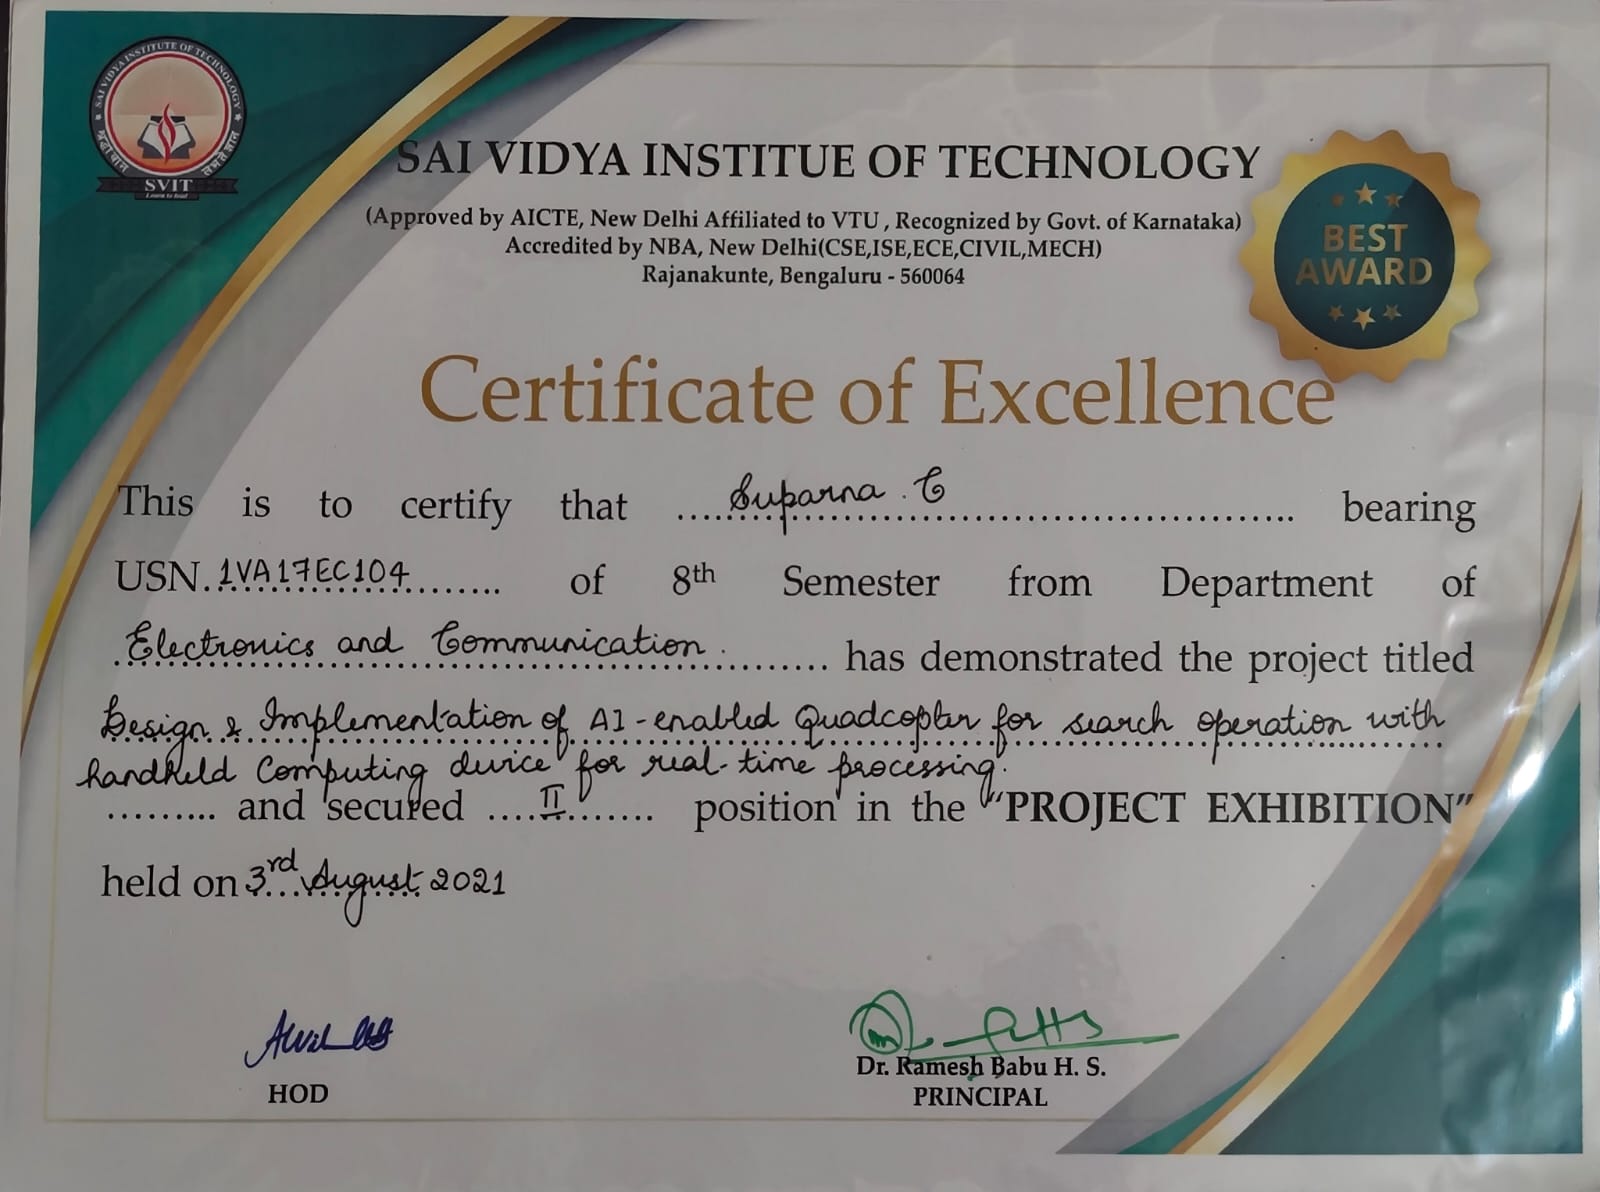 SAI VIDYA INSTITUTE OF TECHNOLOGY
SVIT
Learn to lead
SAI VIDYA INSTITUE OF TECHNOLOGY
(Approved by AICTE, New Delhi Affiliated to VTU , Recognized by Govt. of Karnataka)
Accredited by NBA, New Delhi(CSE,ISE,ECE,CIVIL,MECH)
Rajanakunte, Bengaluru - 560064
BEST
AWARD
Certificate of Excellence
This is to certify that Suparna . C bearing
USN. 1VA17EC104 of 8th Semester from Department of
Electronics and Communication . has demonstrated the project titled
Design & Implementation of AI-enabled Quadcopter for search operation with
handheld Computing device for real-time processing.
and secured II position in the "PROJECT EXHIBITION"
held on 3rd August 2021
HOD
Dr. Ramesh Babu H. S.
PRINCIPAL